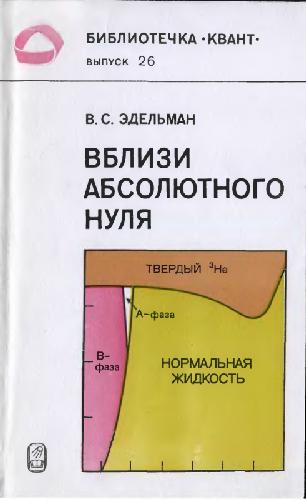 БИБЛИОТЕЧКА •КВАНТ•
ВЫПУСК 26
В. С. ЭДЕЛЬМАН
ВБЛИЗИ
АБСОЛЮТНОГО
НУЛЯ
ТВЕРДЫЙ ³He
А-фаза
В-
фаза
НОРМАЛЬНАЯ
ЖИДКОСТЬ